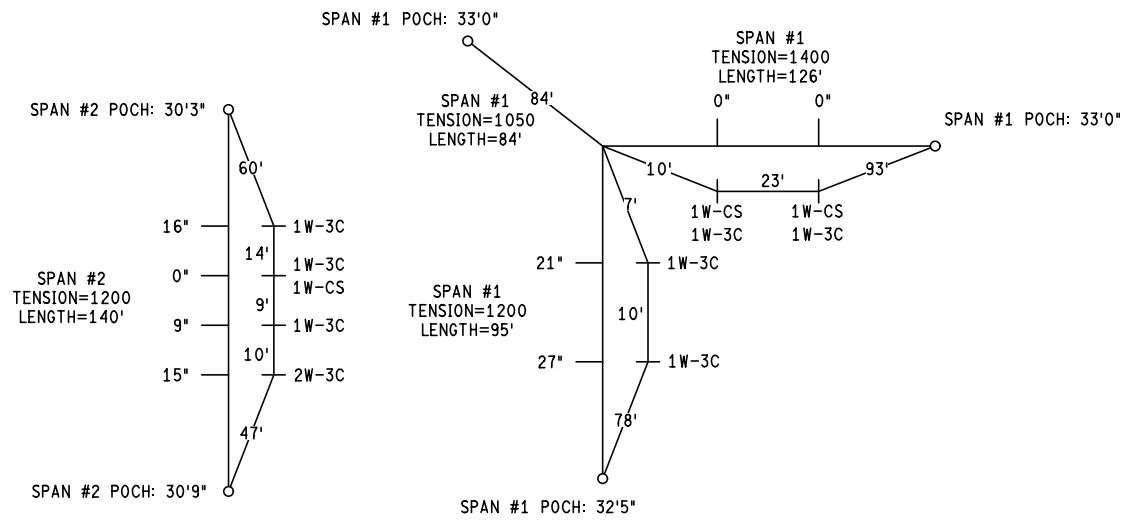 SPAN #1 POCH: 33'0"
84'
SPAN #1
TENSION=1050
LENGTH=84'
SPAN #1
TENSION=1400
LENGTH=126'
0" 0"
SPAN #1 POCH: 33'0"
10'
23'
93'
1W-CS
1W-3C
1W-CS
1W-3C
SPAN #2 POCH: 30'3"
60'
16"
1W-3C
14'
0"
1W-3C
1W-CS
9'
9"
1W-3C
10'
15"
2W-3C
47'
SPAN #2
TENSION=1200
LENGTH=140'
SPAN #2 POCH: 30'9"
7'
21"
1W-3C
10'
27"
1W-3C
78'
SPAN #1
TENSION=1200
LENGTH=95'
SPAN #1 POCH: 32'5"